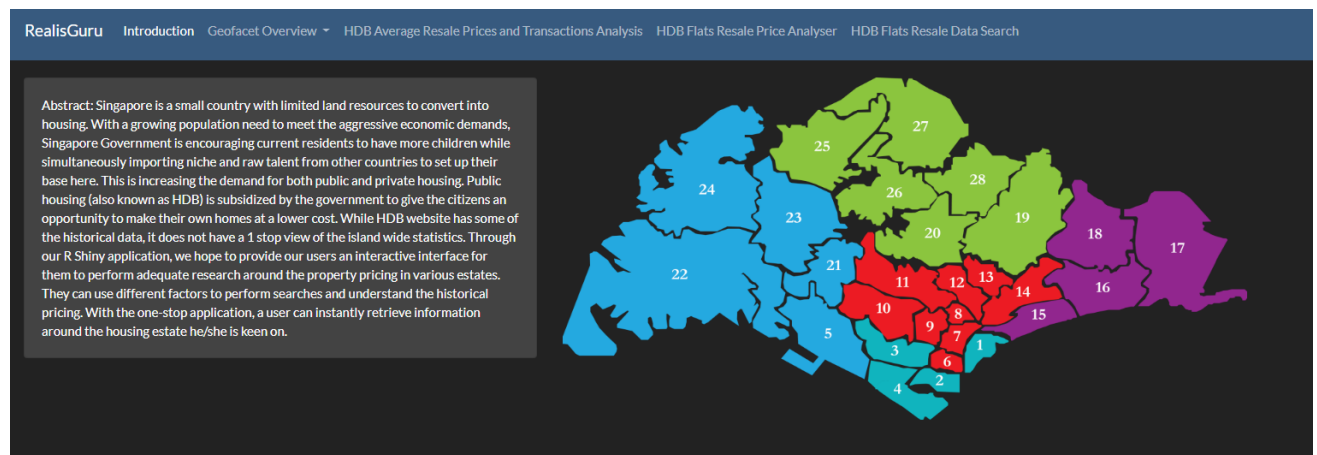 RealisGuru Introduction Geofacet Overview HDB Average Resale Prices and Transactions Analysis HDB Flats Resale Price Analyser HDB Flats Resale Data Search
Abstract: Singapore is a small country with limited land resources to convert into
housing. With a growing population need to meet the aggressive economic demands,
Singapore Government is encouraging current residents to have more children while
simultaneously importing niche and raw talent from other countries to set up their
base here. This is increasing the demand for both public and private housing. Public
housing (also known as HDB) is subsidized by the government to give the citizens an
opportunity to make their own homes at a lower cost. While HDB website has some of
the historical data, it does not have a 1 stop view of the island wide statistics. Through
our R Shiny application, we hope to provide our users an interactive interface for
them to perform adequate research around the property pricing in various estates.
They can use different factors to perform searches and understand the historical
pricing. With the one-stop application, a user can instantly retrieve information
around the housing estate he/she is keen on.
27
25
28
24
26
23
19
20
18
17
21
22
11
12
13
16
14
10
8
15
9
7
5
3
1
6
2
4